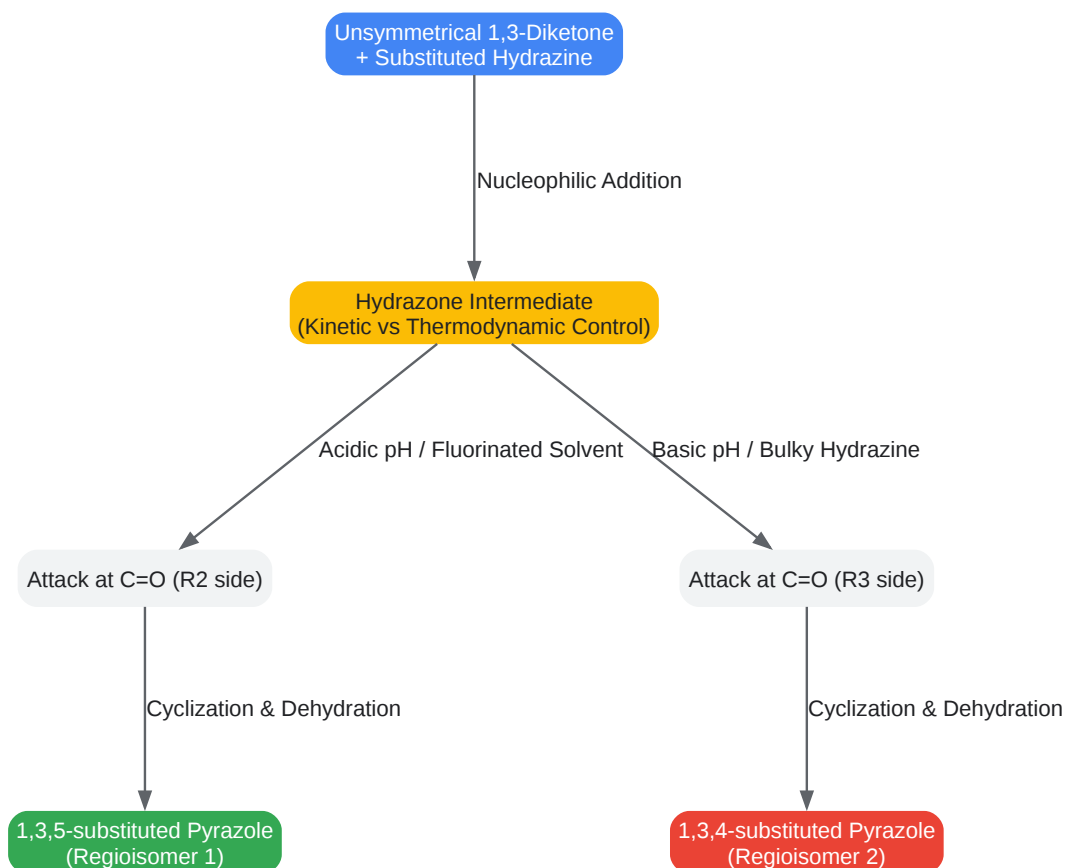 Unsymmetrical 1,3-Diketone
+ Substituted Hydrazine
Nucleophilic Addition
Hydrazone Intermediate
(Kinetic vs Thermodynamic Control)
Acidic pH / Fluorinated Solvent
Basic pH / Bulky Hydrazine
Attack at C=O (R2 side)
Attack at C=O (R3 side)
Cyclization & Dehydration
Cyclization & Dehydration
1,3,5-substituted Pyrazole
(Regioisomer 1)
1,3,4-substituted Pyrazole
(Regioisomer 2)